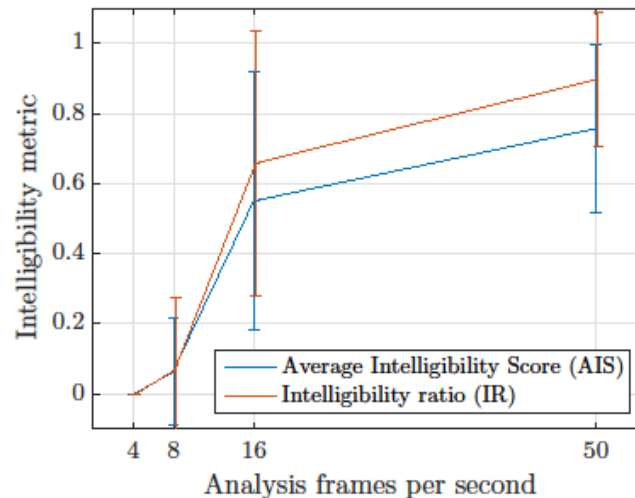 Intelligibility metric
1
0.8
0.6
0.4
0.2
0
Average Intelligibility Score (AIS)
Intelligibility ratio (IR)
4 8 16 50
Analysis frames per second